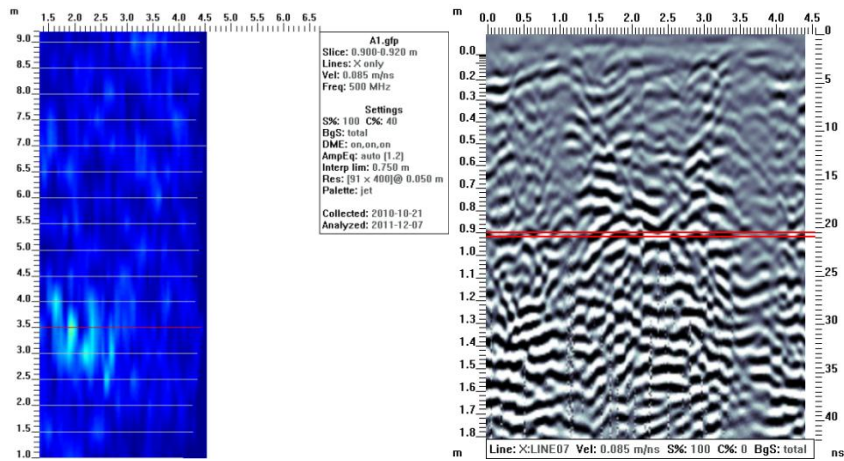 m
1.5 2.0 2.5 3.0 3.5 4.0 4.5 5.0 5.5 6.0 6.5
9.0
8.5
8.0
7.5
7.0
6.5
6.0
5.5
5.0
4.5
4.0
3.5
3.0
2.5
2.0
1.5
1.0
A1.gfp
Slice: 0.900-0.920 m
Lines: X only
Vel: 0.085 m/ns
Freq: 500 MHz
Settings
S%: 100 C%: 40
BgS: total
DME: on,on,on
AmpEq: auto (1.2)
Interp lim: 0.750 m
Res: [91 x 400]@ 0.050 m
Palette: jet
Collected: 2010-10-21
Analyzed: 2011-12-07
m
0.0 0.5 1.0 1.5 2.0 2.5 3.0 3.5 4.0 4.5
0.0
0.2
0.3
0.4
0.5
0.6
0.7
0.8
0.9
1.0
1.1
1.2
1.3
1.4
1.5
1.6
1.7
1.8
m
0
5
10
15
20
25
30
35
40
ns
Line: X:LINE07 Vel: 0.085 m/ns S%: 100 C%: 0 BgS: total